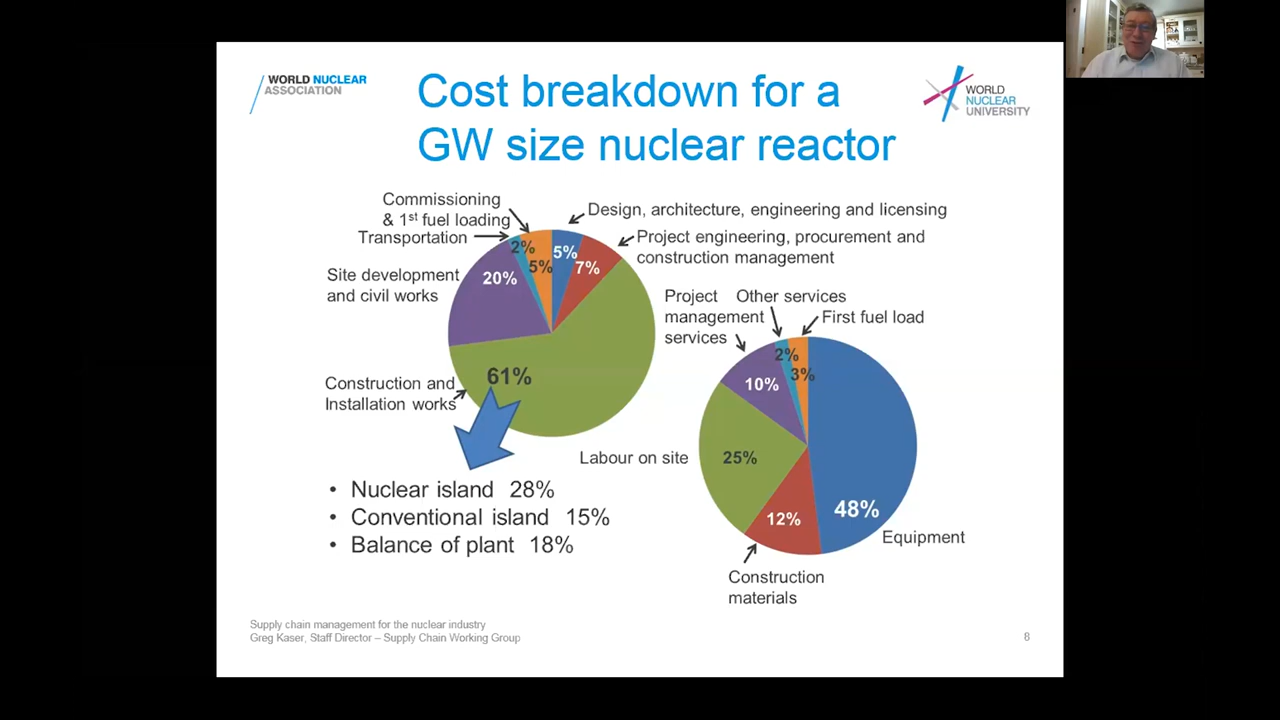 WORLD NUCLEAR
ASSOCIATION
Cost breakdown for a
GW size nuclear reactor
WORLD
NUCLEAR
UNIVERSITY
Commissioning
& 1st fuel loading
Transportation
Site development
and civil works
Construction and
Installation works
Design, architecture, engineering and licensing
Project engineering, procurement and
construction management
2%
5%
5%
7%
20%
61%
Nuclear island 28%
Conventional island 15%
Balance of plant 18%
Project
management
services
Other services
First fuel load
2%
3%
10%
Labour on site
25%
12%
48%
Equipment
Construction
materials
Supply chain management for the nuclear industry
Greg Kaser, Staff Director – Supply Chain Working Group
8